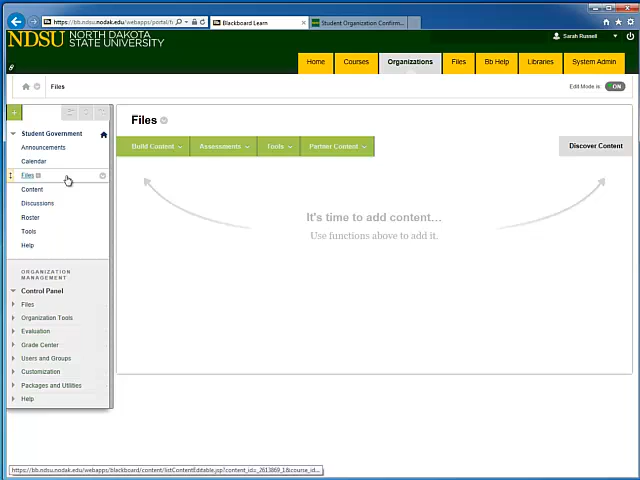 https://bb.ndsu.nodak.edu/webapps/portal/f
Blackboard Learn
Student Organization Confirm...
NDSU NORTH DAKOTA STATE UNIVERSITY
Sarah Russell
Home Courses Organizations Files Bb Help Libraries System Admin
Files
Edit Mode is: ON
Student Government
Announcements
Calendar
Files
Content
Discussions
Roster
Tools
Help
ORGANIZATION
MANAGEMENT
Control Panel
Files
Organization Tools
Evaluation
Grade Center
Users and Groups
Customization
Packages and Utilities
Help
Files
Build Content Assessments Tools Partner Content Discover Content
It's time to add content...
Use functions above to add it.
https://bb.ndsu.nodak.edu/webapps/blackboard/content/listContentEditable.jsp?content_id=_2613869_1&course_id...